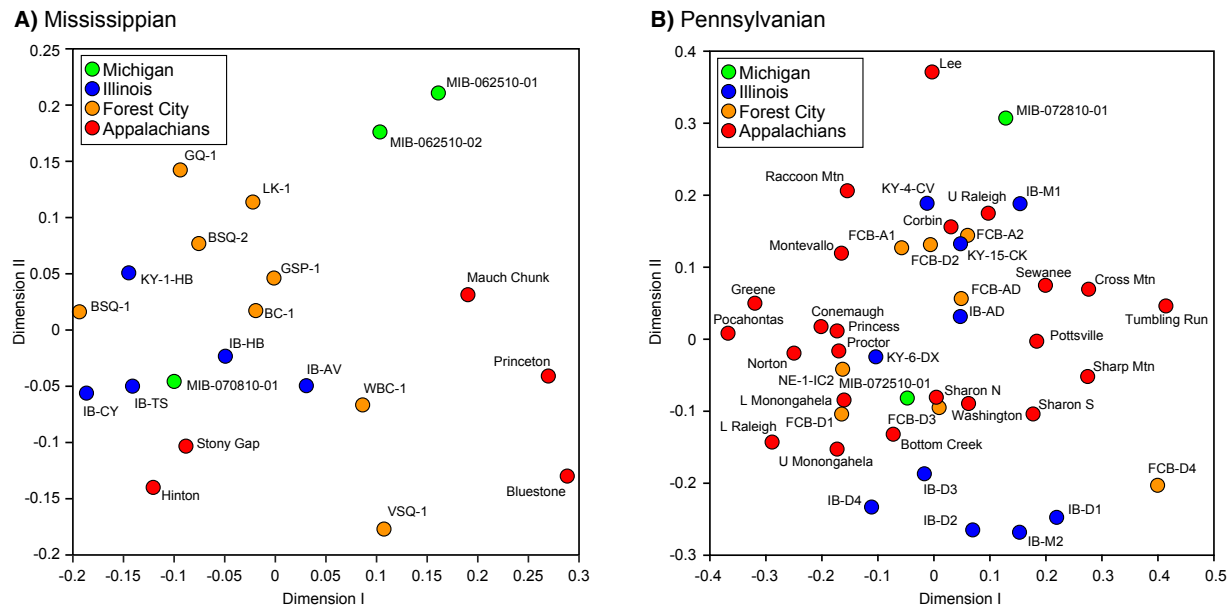 A) Mississippian
0.25
0.2
0.15
0.1
0.05
0
-0.05
-0.1
-0.15
-0.2
Dimension II
-0.2
-0.15
-0.1
-0.05
0
0.05
0.1
0.15
0.2
0.25
0.3
Dimension I
Michigan
Illinois
Forest City
Appalachians
MIB-062510-01
MIB-062510-02
GQ-1
LK-1
BSQ-2
KY-1-HB
GSP-1
Mauch Chunk
BSQ-1
BC-1
IB-HB
Princeton
MIB-070810-01
IB-AV
IB-CY
IB-TS
WBC-1
Stony Gap
Hinton
Bluestone
VSQ-1
B) Pennsylvanian
0.4
0.3
0.2
0.1
0
-0.1
-0.2
-0.3
Dimension II
-0.4
-0.3
-0.2
-0.1
0
0.1
0.2
0.3
0.4
0.5
Dimension I
Michigan
Illinois
Forest City
Appalachians
Lee
MIB-072810-01
Raccoon Mtn
KY-4-CV
U Raleigh
IB-M1
Corbin
FCB-A1
FCB-A2
Montevallo
FCB-D2
KY-15-CK
Sewanee
Cross Mtn
Greene
FCB-AD
Tumbling Run
Conemaugh
IB-AD
Pocahontas
Princess
Proctor
Pottsville
Norton
KY-6-DX
Sharp Mtn
NE-1-IC2
MIB-072510-01
Sharon N
L Monongahela
Sharon S
FCB-D1
FCB-D3
Washington
L Raleigh
Bottom Creek
U Monongahela
FCB-D4
IB-D3
IB-D4
IB-D2
IB-D1
IB-M2